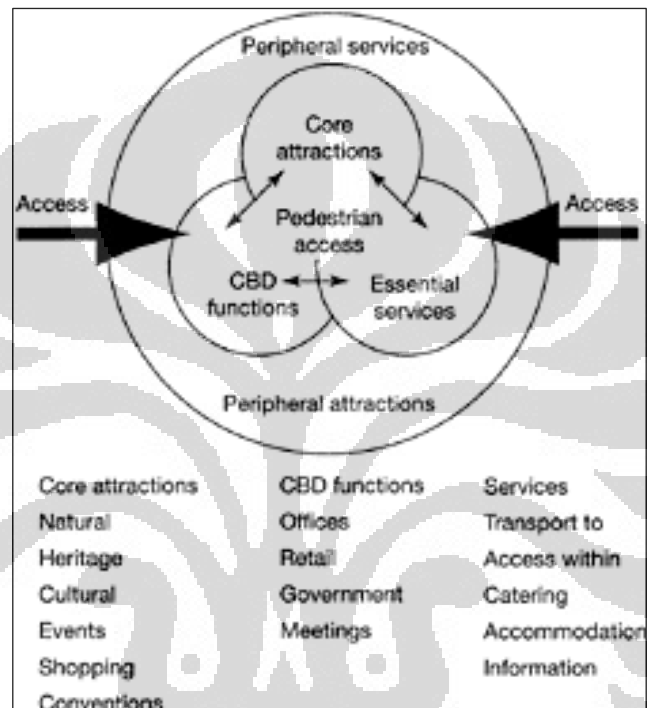 Peripheral services
Core
attractions
Access
Access
Pedestrian
access
CBD
functions
Essential
services
Peripheral attractions
Core attractions CBD functions Services
Natural Offices Transport to
Heritage Retail Access within
Cultural Government Catering
Events Meetings Accommodation
Shopping Information
Conventions